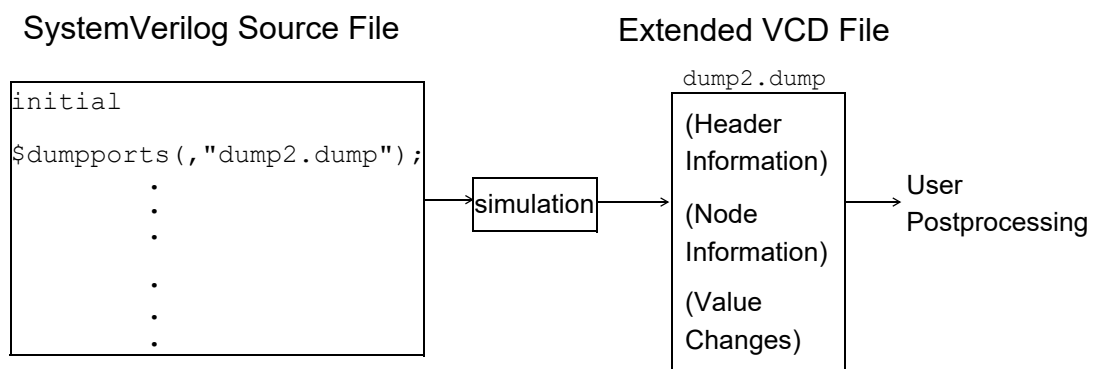 SystemVerilog Source File
initial
$dumpports(,"dump2.dump");
.
.
.
.
.
.
simulation
Extended VCD File
dump2.dump
(Header
Information)
(Node
Information)
(Value
Changes)
User
Postprocessing